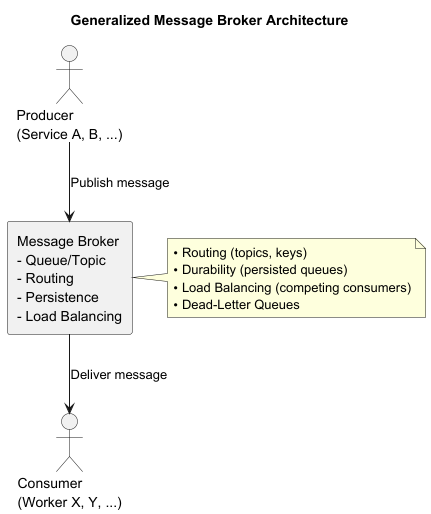 Generalized Message Broker Architecture
Producer
(Service A, B, ...)
Publish message
Message Broker
- Queue/Topic
- Routing
- Persistence
- Load Balancing
• Routing (topics, keys)
• Durability (persisted queues)
• Load Balancing (competing consumers)
• Dead-Letter Queues
Deliver message
Consumer
(Worker X, Y, ...)